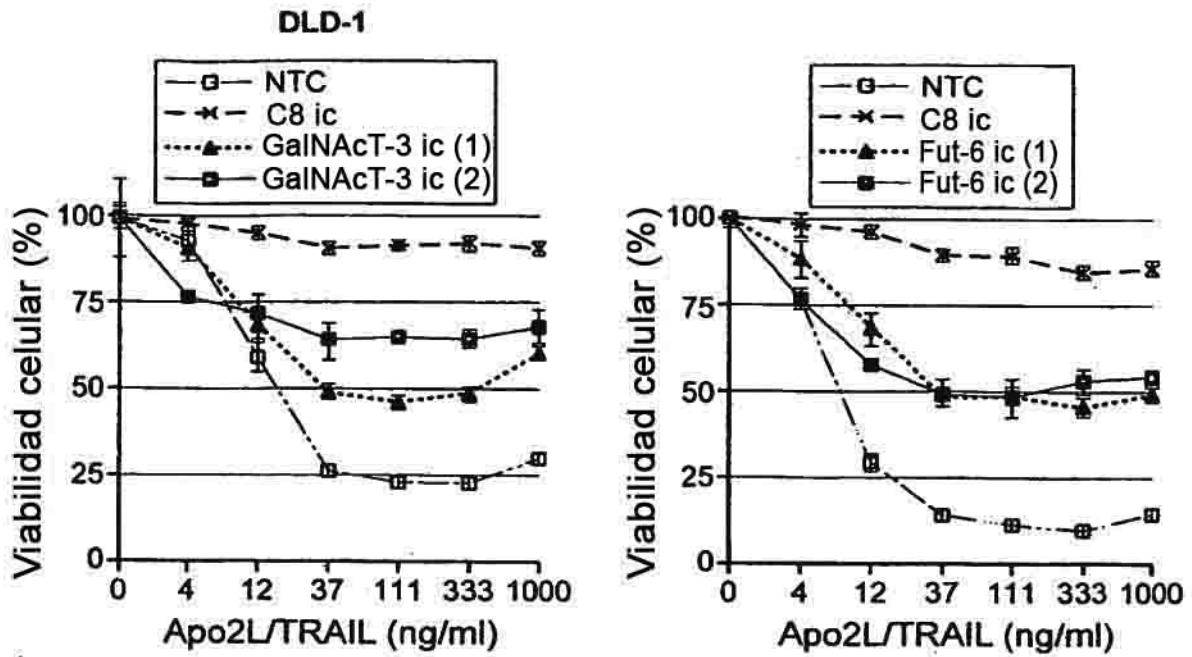 DLD-1
NTC
C8 ic
GalNAcT-3 ic (1)
GalNAcT-3 ic (2)
Viabilidad celular (%)
100
75
50
25
0
0 4 12 37 111 333 1000
Apo2L/TRAIL (ng/ml)
NTC
C8 ic
Fut-6 ic (1)
Fut-6 ic (2)
Viabilidad celular (%)
100
75
50
25
0
0 4 12 37 111 333 1000
Apo2L/TRAIL (ng/ml)